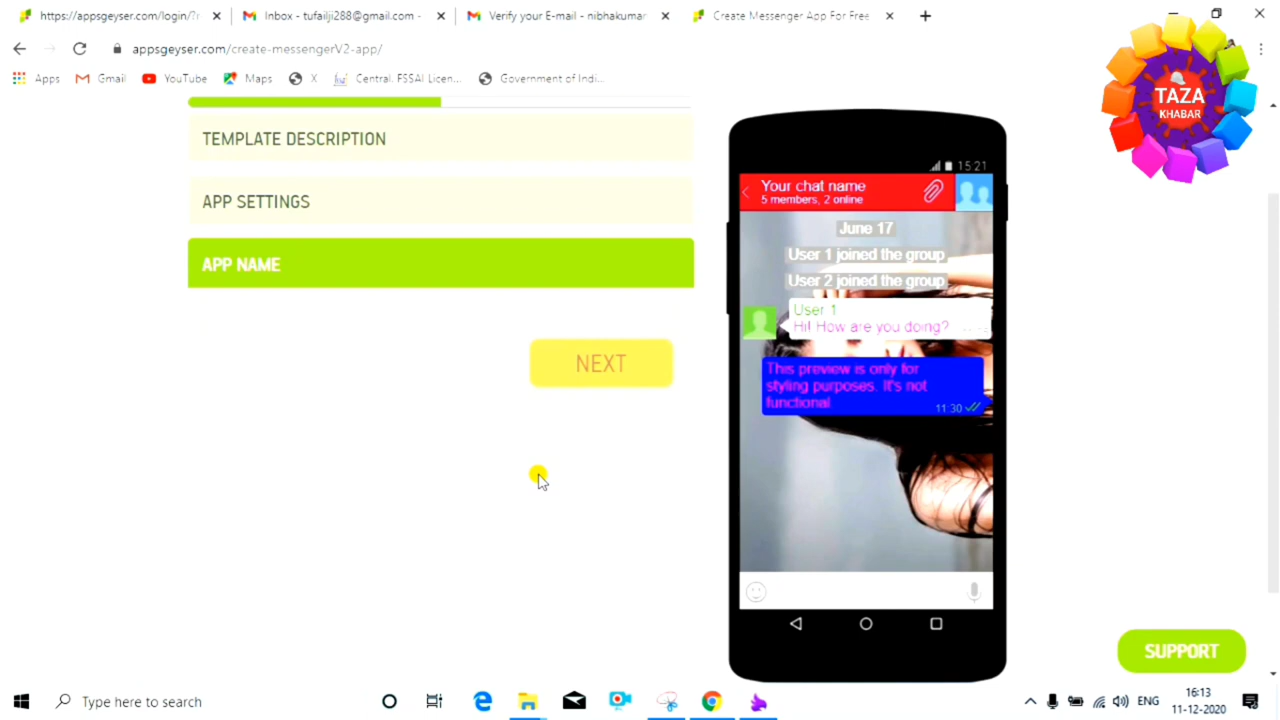 https://appsgeyser.com/login/?r
Inbox - tufailji288@gmail.com -
Verify your E-mail - nibhakumar
Create Messenger App For Free
appsgeyser.com/create-messengerV2-app/
Apps
Gmail
YouTube
Maps
X
Central. FSSAI Licen...
Government of Indi...
TAZA
KHABAR
TEMPLATE DESCRIPTION
APP SETTINGS
APP NAME
NEXT
15:21
Your chat name
5 members, 2 online
June 17
User 1 joined the group
User 2 joined the group
User 1
Hi! How are you doing?
This preview is only for
styling purposes. It's not
functional
11:30
SUPPORT
Type here to search
ENG
16:13
11-12-2020